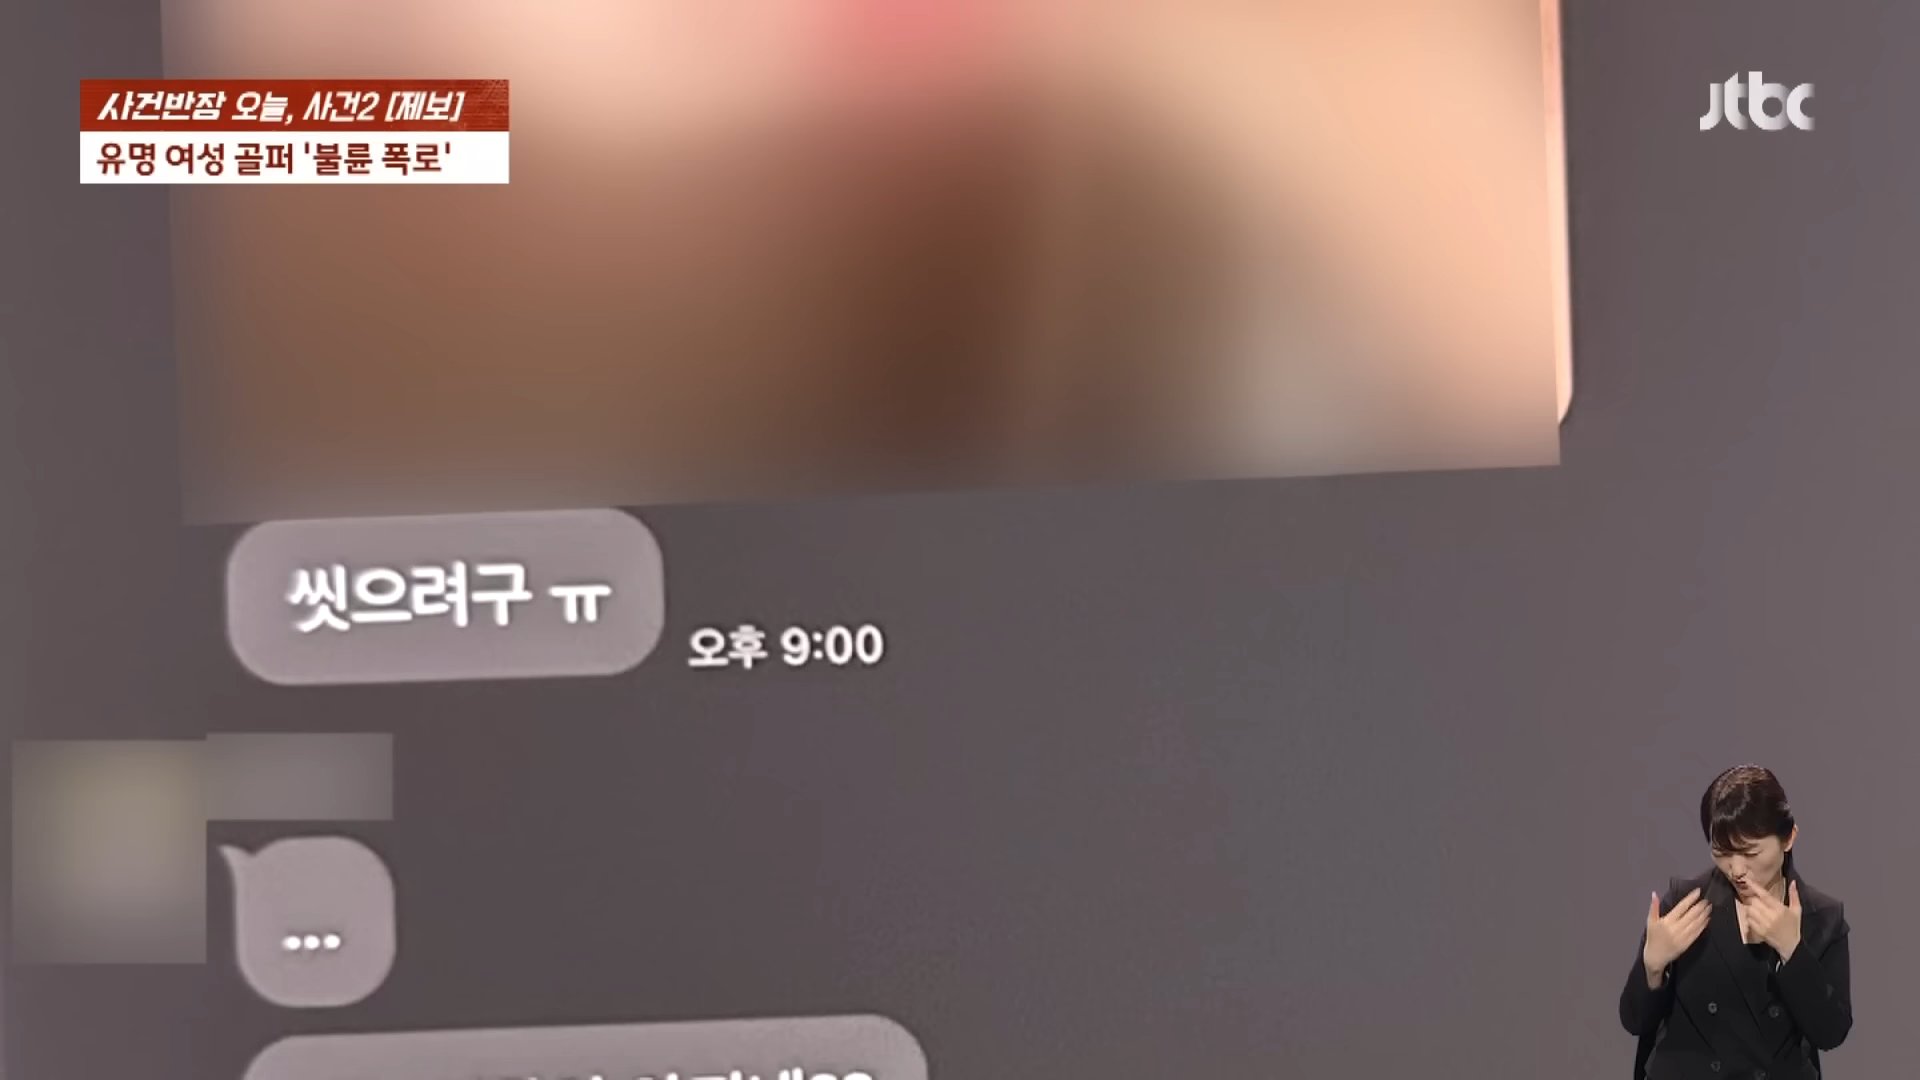 사건반장 오늘, 사건2 [제보]
유명 여성 골퍼 '불륜 폭로'
jtbc
씻으려구 ㅠ
오후 9:00
...